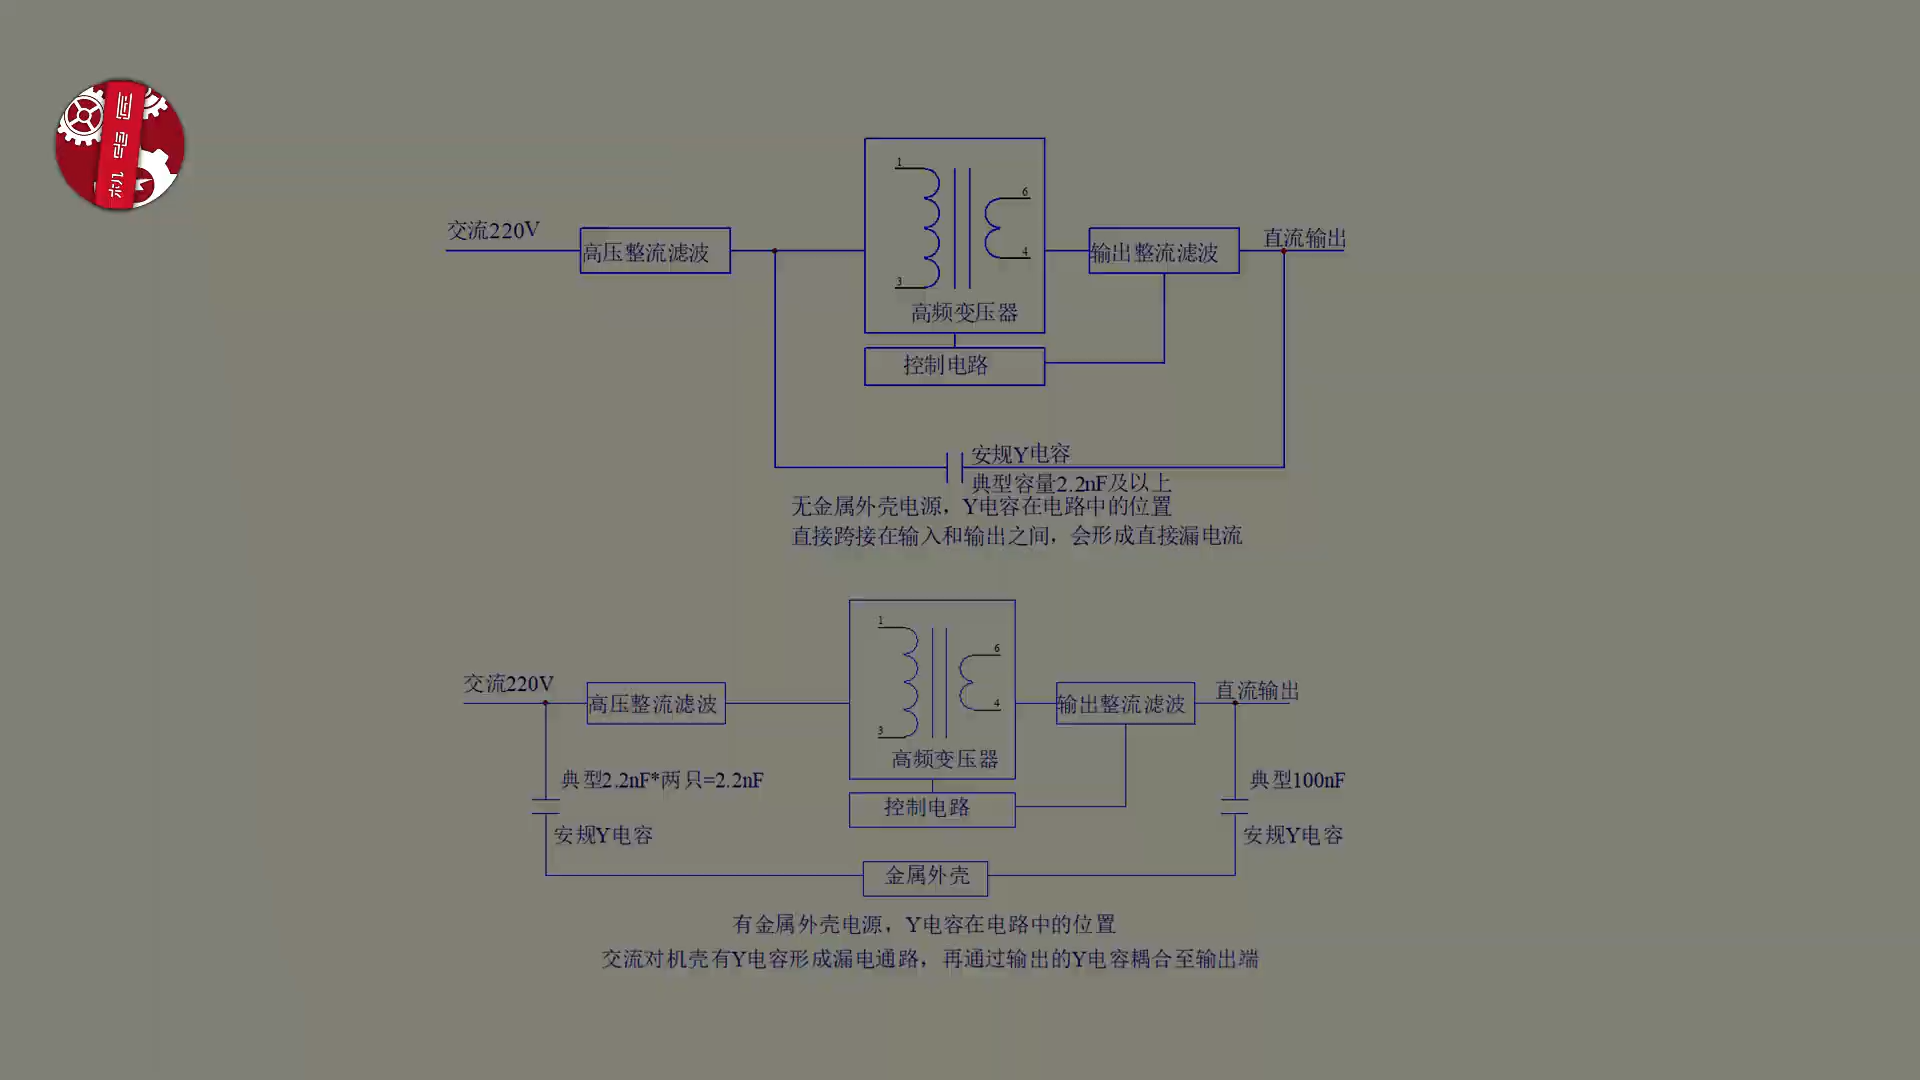 交流220V
高压整流滤波
1
3
6
4
高频变压器
控制电路
输出整流滤波
直流输出
安规Y电容
典型容量2.2nF及以上
无金属外壳电源，Y电容在电路中的位置
直接跨接在输入和输出之间，会形成直接漏电流
交流220V
高压整流滤波
1
3
6
4
高频变压器
控制电路
输出整流滤波
直流输出
典型2.2nF*两只=2.2nF
安规Y电容
典型100nF
安规Y电容
金属外壳
有金属外壳电源，Y电容在电路中的位置
交流对机壳有Y电容形成漏电通路，再通过输出的Y电容耦合至输出端